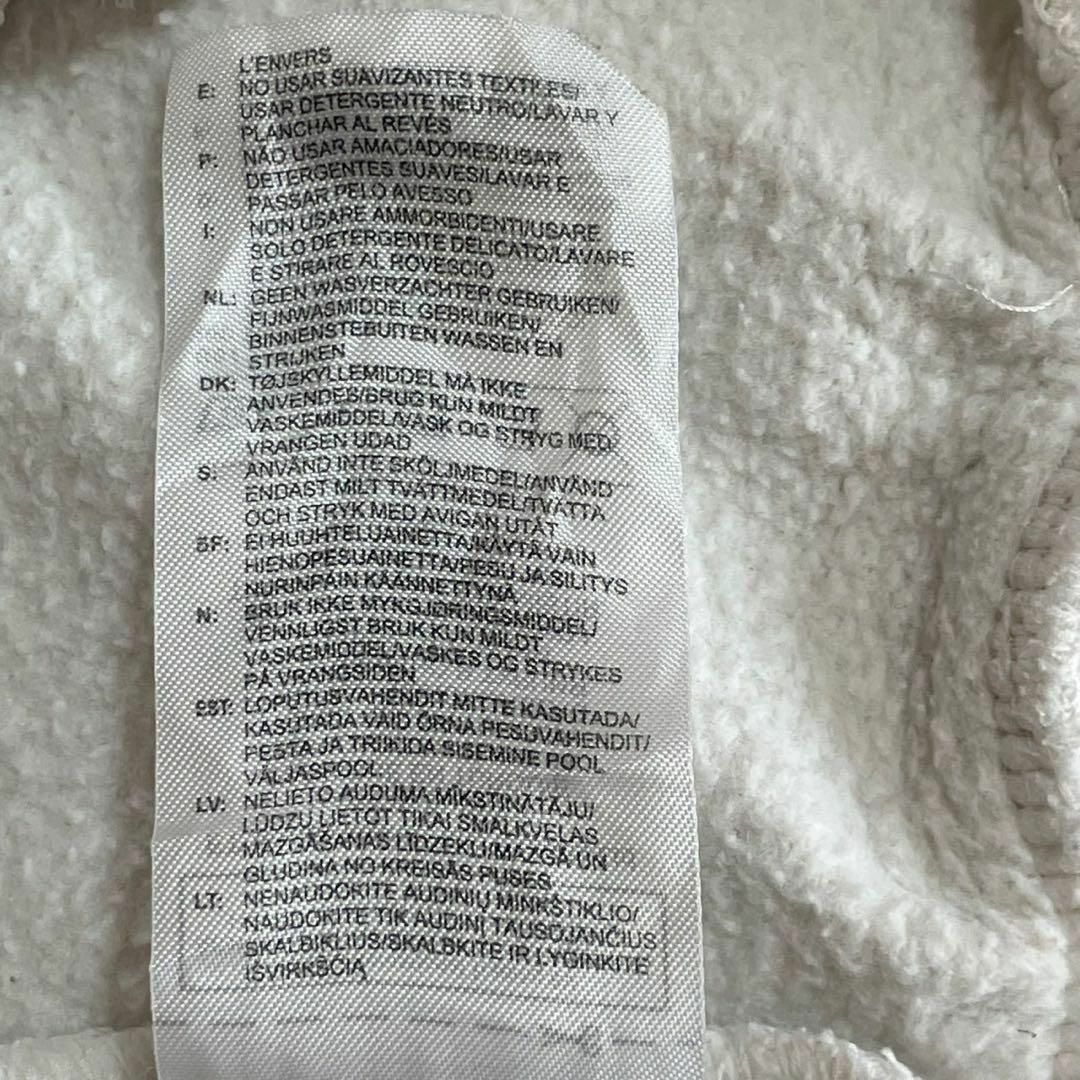 L'ENVERS
E: NO USAR SUAVIZANTES TEXTILES/
USAR DETERGENTE NEUTRO/LAVAR Y
PLANCHAR AL REVÉS
P: NÃO USAR AMACIADORES/USAR
DETERGENTES SUAVES/LAVAR E
PASSAR PELO AVESSO
I: NON USARE AMMORBIDENTI/USARE
SOLO DETERGENTE DELICATO/LAVARE
E STIRARE AL ROVESCIO
NL: GEEN WASVERZACHTER GEBRUIKEN/
FIJNWASMIDDEL GEBRUIKEN/
BINNENSTEBUITEN WASSEN EN
STRIJKEN
DK: TØJSKYLLEMIDDEL MÅ IKKE
ANVENDES/BRUG KUN MILDT
VASKEMIDDEL/VASK OG STRYG MED
VRANGEN UDAD
S: ANVÄND INTE SKÖLJMEDEL/ANVÄND
ENDAST MILT TVÄTTMEDEL/TVÄTTA
OCH STRYK MED AVIGAN UTÅT
SF: EI HUUHTELUAINETTA/KÄYTÄ VAIN
HIENOPESUAINETTA/PESU JA SILITYS
NURINPÄIN KÄÄNNETTYNÄ
N: BRUK IKKE MYKGJØRINGSMIDDEL/
VENNLIGST BRUK KUN MILDT
VASKEMIDDEL/VASKES OG STRYKES
PÅ VRANGSIDEN
EST: LOPUTUSVAHENDIT MITTE KASUTADA/
KASUTADA VAID ÕRNA PESUVAHENDIT/
PESTA JA TRIIKIDA SISEMINE POOL
VÄLJASPOOL
LV: NELIETO AUDUMA MĪKSTINĀTĀJU/
LŪDZU LIETOT TIKAI SMALKVEĻAS
MAZGĀŠANAS LĪDZEKLI/MAZGĀ UN
GLUDINA NO KREISĀS PUSES
LT: NENAUDOKITE AUDINIŲ MINKŠTIKLIO/
NAUDOKITE TIK AUDINĮ TAUSOJANČIUS
SKALBIKLIUS/SKALBKITE IR LYGINKITE
IŠVIRKŠČIĄ